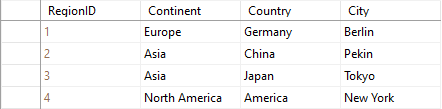 RegionID Continent Country City
1 Europe Germany Berlin
2 Asia China Pekin
3 Asia Japan Tokyo
4 North America America New York